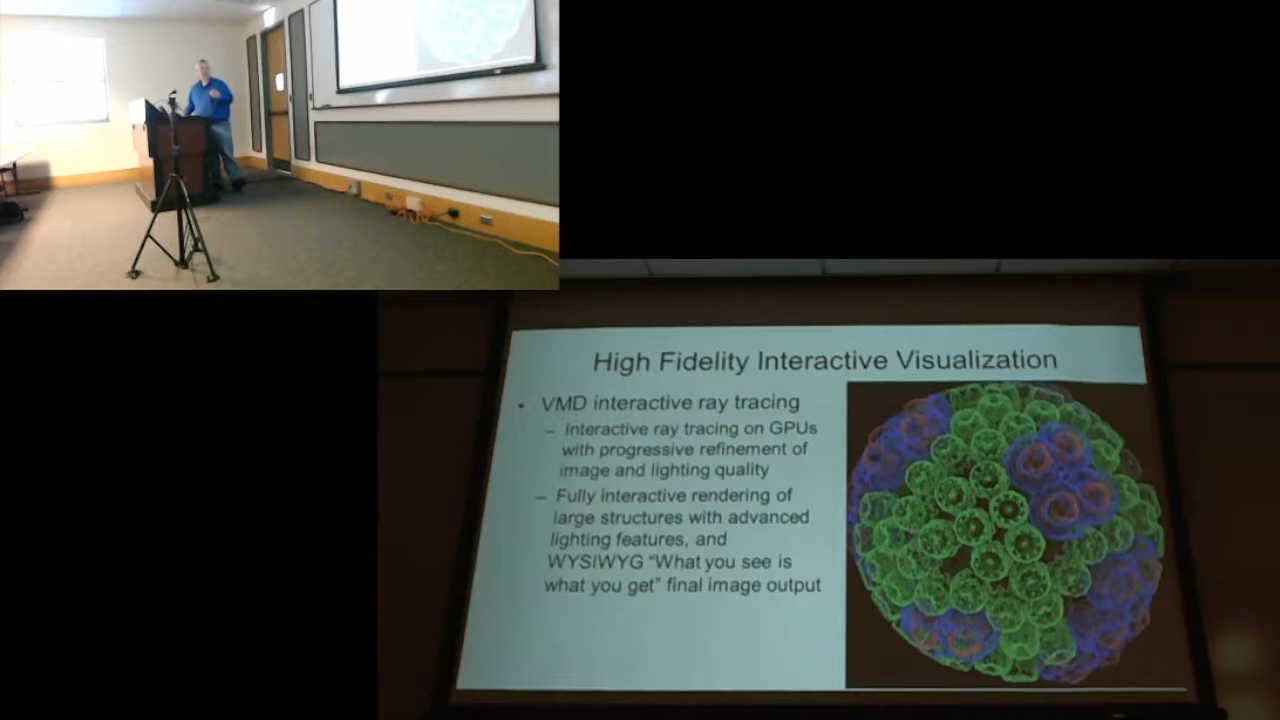 High Fidelity Interactive Visualization
• VMD interactive ray tracing
– Interactive ray tracing on GPUs
with progressive refinement of
image and lighting quality
– Fully interactive rendering of
large structures with advanced
lighting features, and
WYSIWYG “What you see is
what you get” final image output